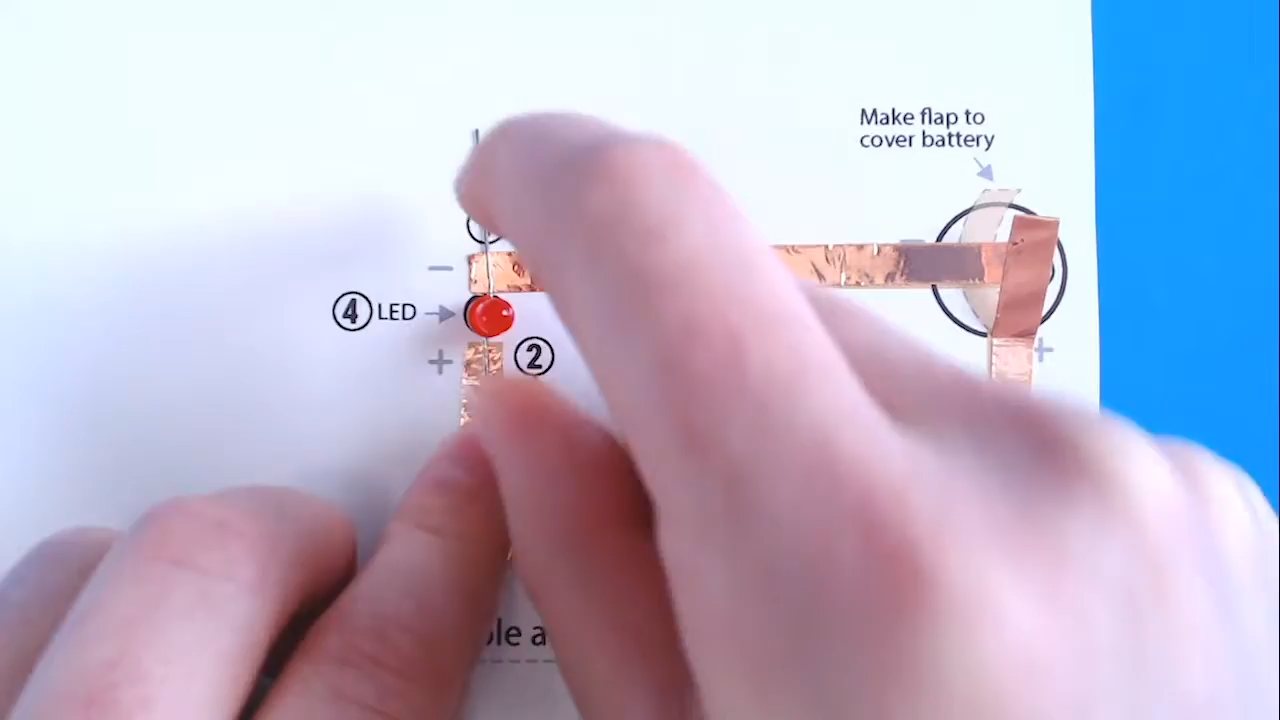 Make flap to
cover battery
−
④ LED
+
②
+